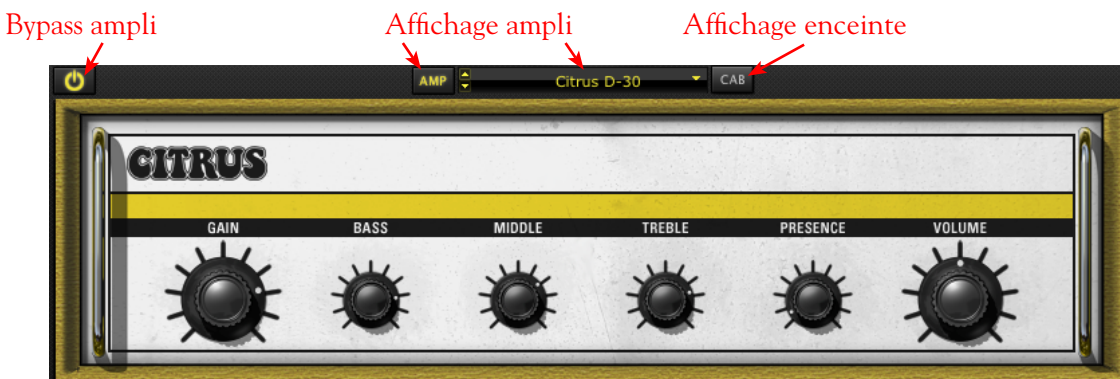 Bypass ampli Affichage ampli Affichage enceinte
AMP Citrus D-30 CAB
CITRUS
GAIN BASS MIDDLE TREBLE PRESENCE VOLUME